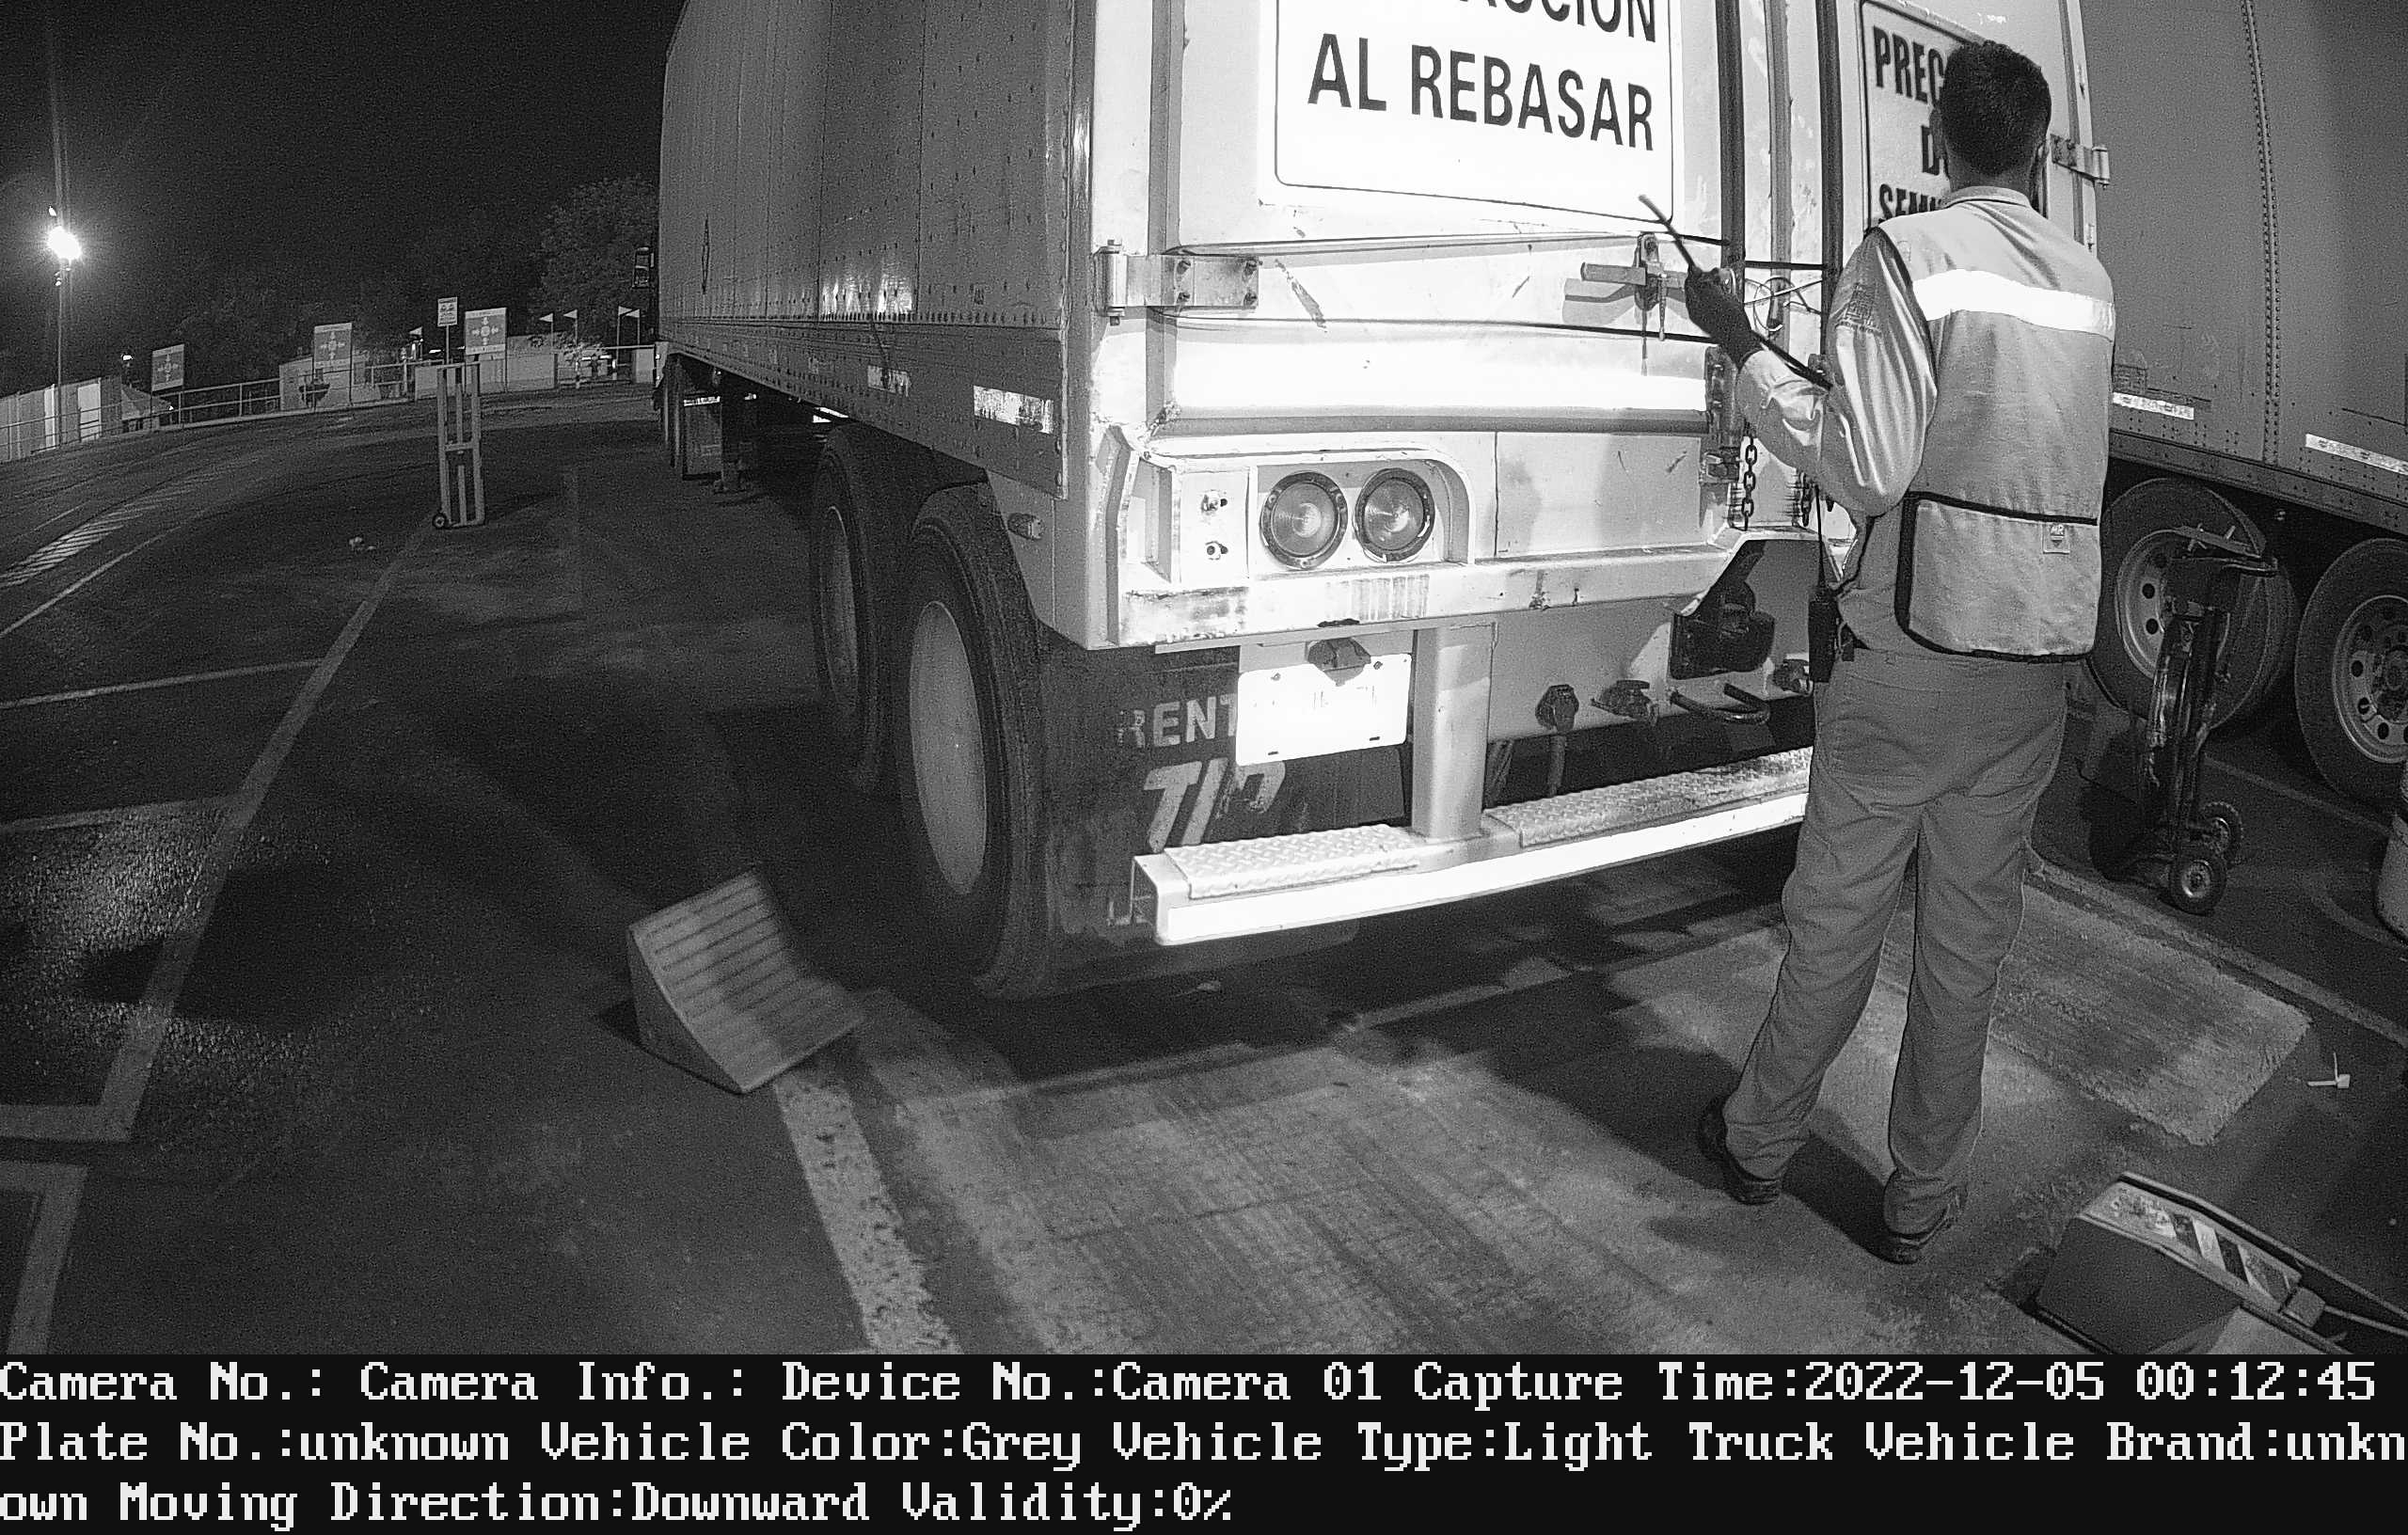 AL REBASAR
RENT
TIP
Camera No.: Camera Info.: Device No.:Camera 01 Capture Time:2022-12-05 00:12:45
Plate No.:unknown Vehicle Color:Grey Vehicle Type:Light Truck Vehicle Brand:unkn
own Moving Direction:Downward Validity:0%